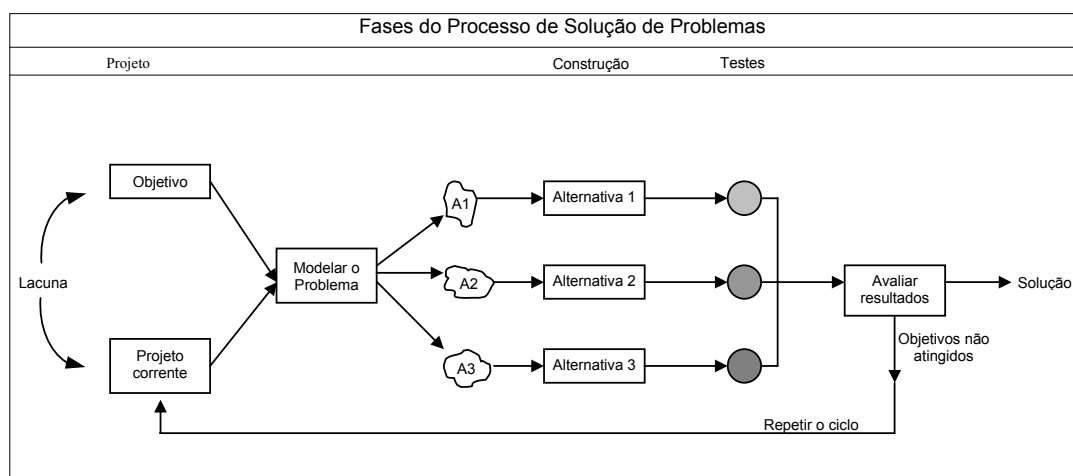 Fases do Processo de Solução de Problemas
Projeto
Construção
Testes
Objetivo
A1
Alternativa 1
Lacuna
Modelar o
Problema
A2
Alternativa 2
Avaliar
resultados
Solução
Projeto
corrente
A3
Alternativa 3
Objetivos não
atingidos
Repetir o ciclo